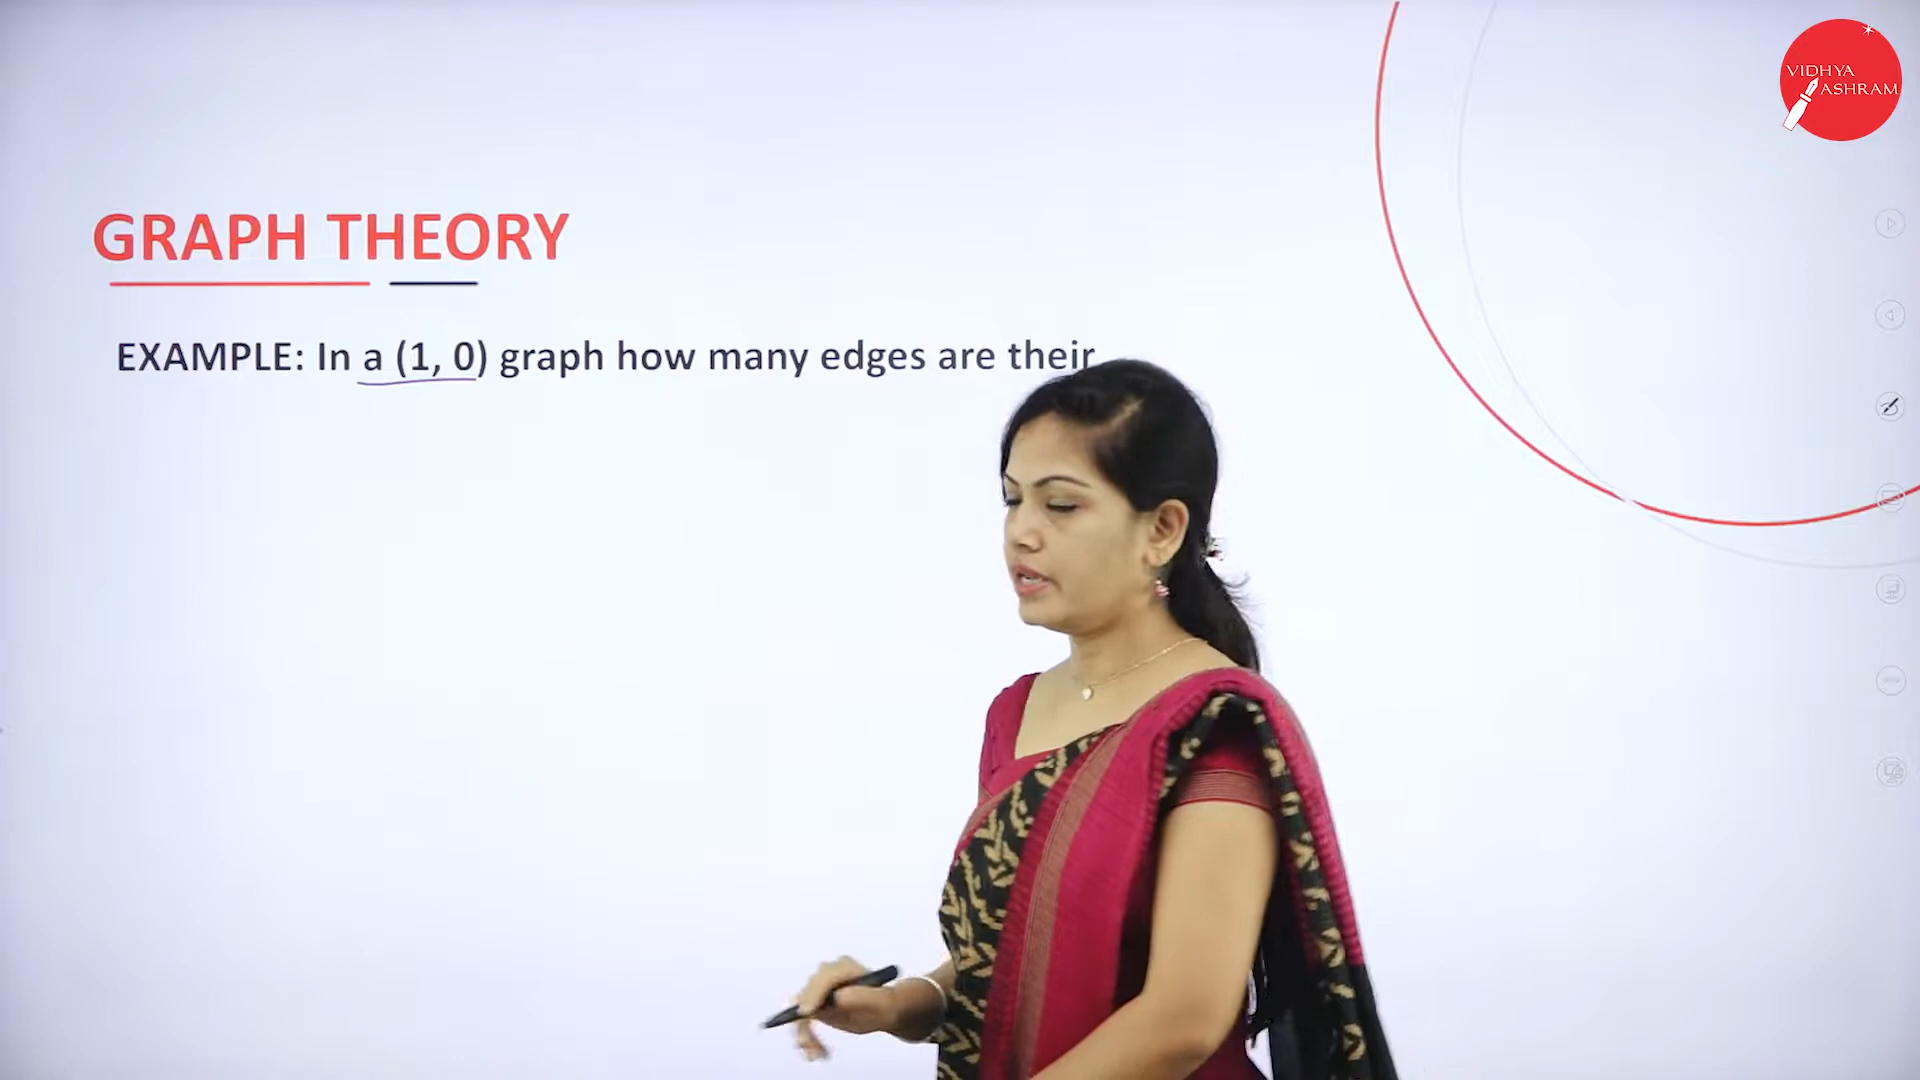 VIDHYA
ASHRAM
GRAPH THEORY
EXAMPLE: In a (1, 0) graph how many edges are their